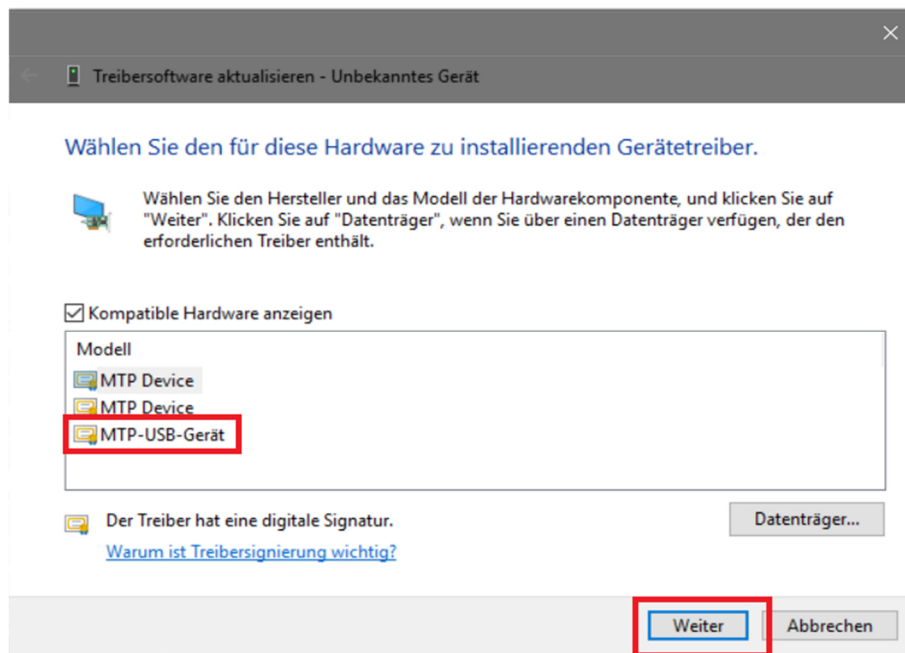 Treibersoftware aktualisieren - Unbekanntes Gerät
Wählen Sie den für diese Hardware zu installierenden Gerätetreiber.
Wählen Sie den Hersteller und das Modell der Hardwarekomponente, und klicken Sie auf
"Weiter". Klicken Sie auf "Datenträger", wenn Sie über einen Datenträger verfügen, der den
erforderlichen Treiber enthält.
Kompatible Hardware anzeigen
Modell
MTP Device
MTP Device
MTP-USB-Gerät
Der Treiber hat eine digitale Signatur.
Datenträger...
Warum ist Treibersignierung wichtig?
Weiter
Abbrechen